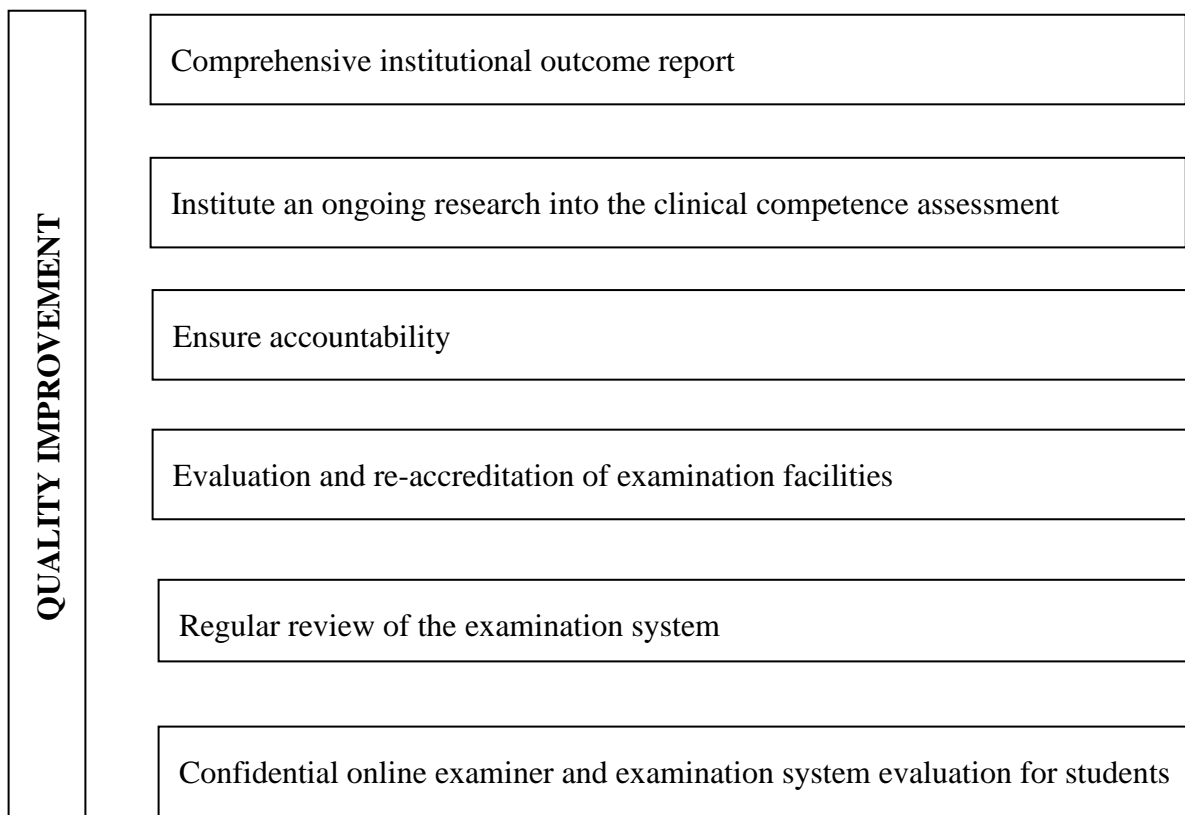 QUALITY IMPROVEMENT
Comprehensive institutional outcome report
Institute an ongoing research into the clinical competence assessment
Ensure accountability
Evaluation and re-accreditation of examination facilities
Regular review of the examination system
Confidential online examiner and examination system evaluation for students